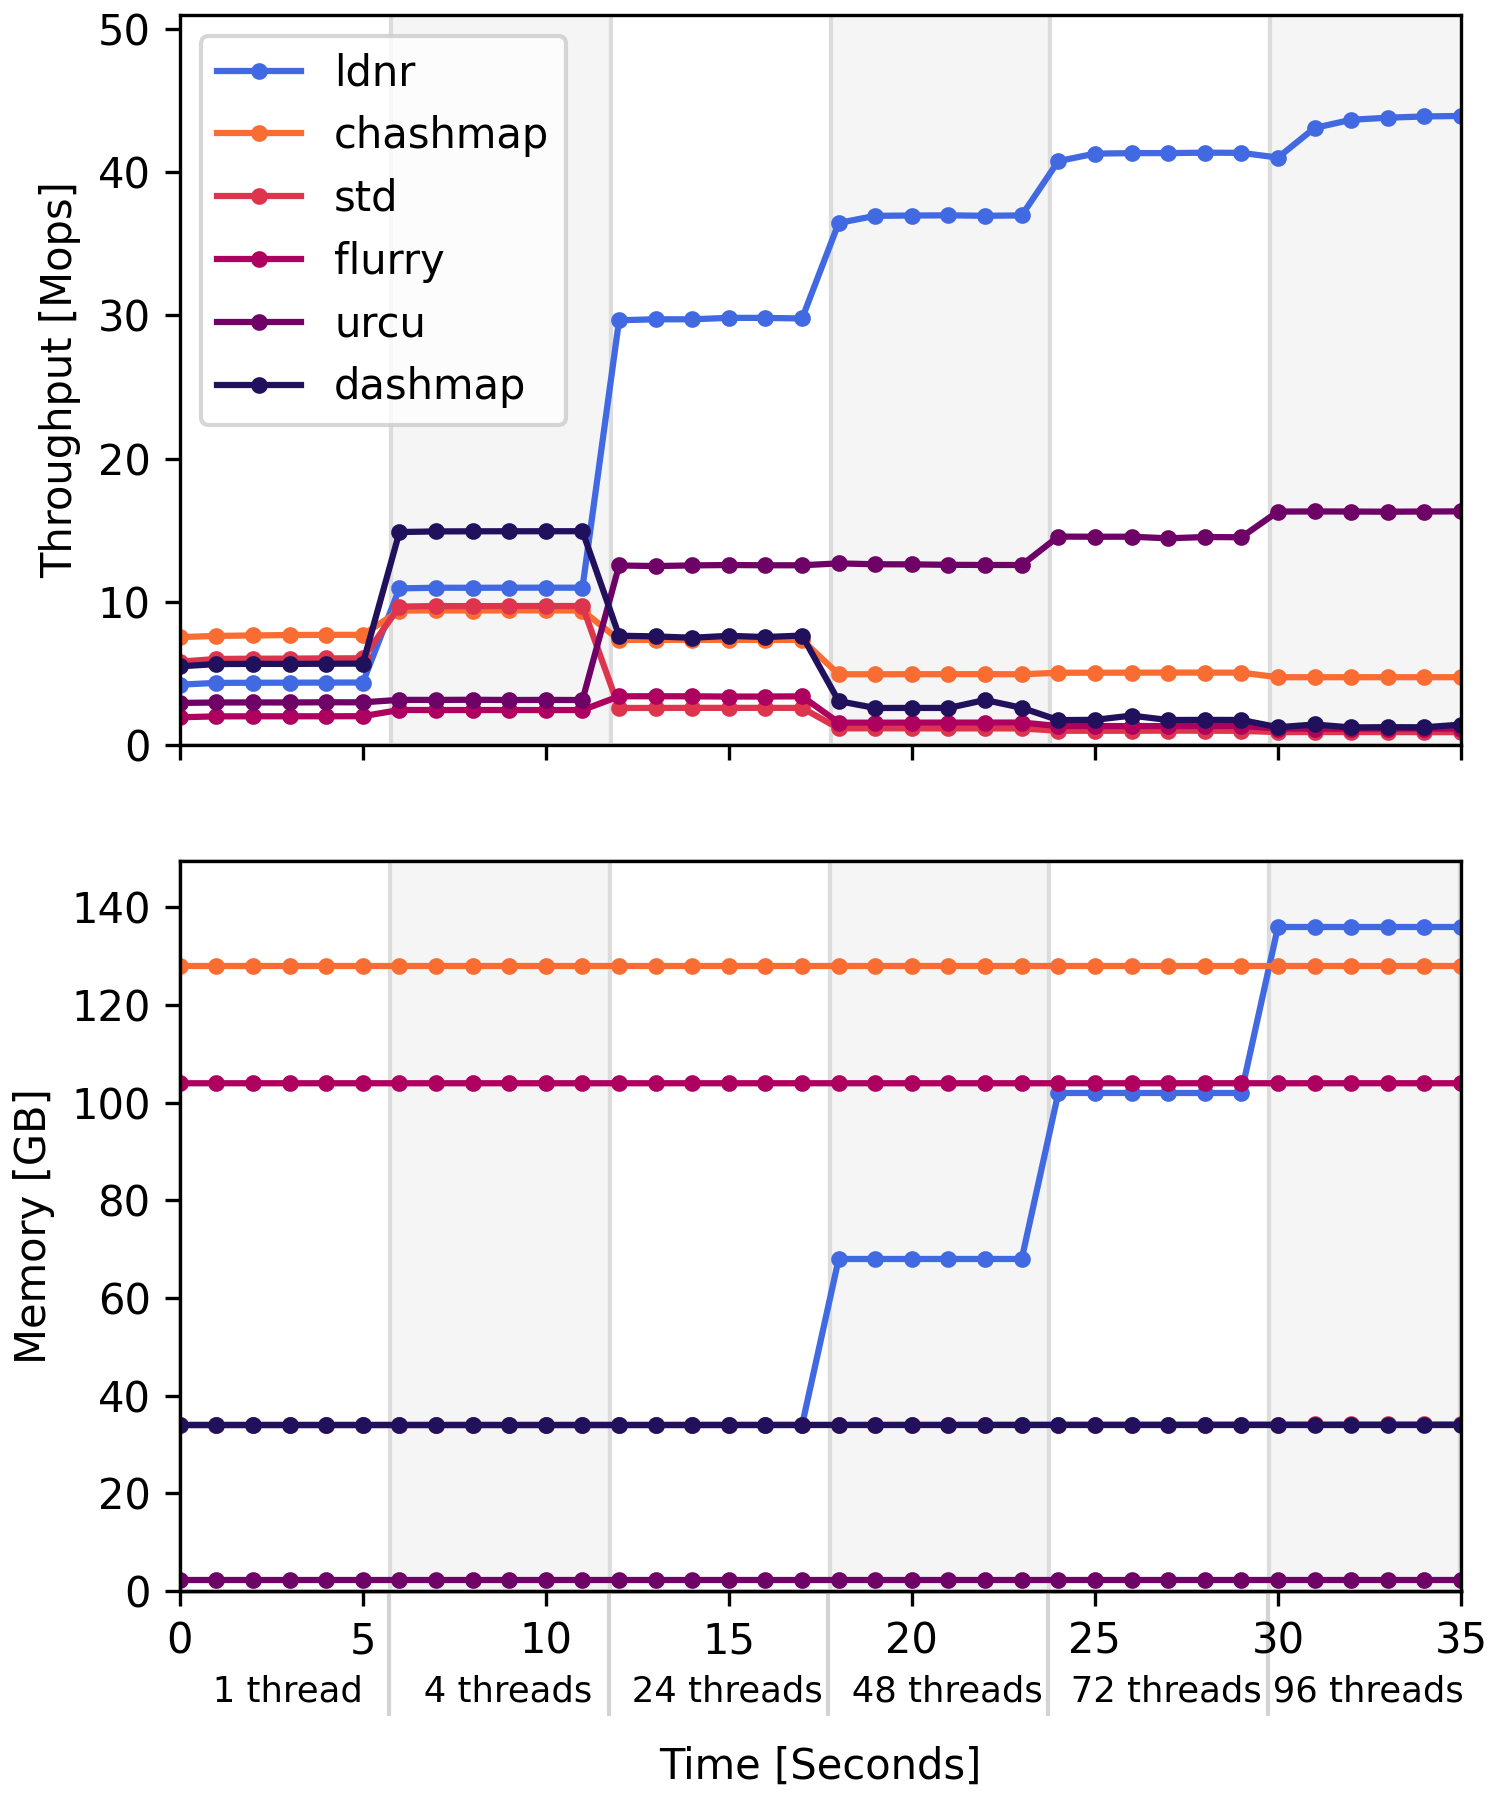 Throughput [Mops]
50
40
30
20
10
0
ldnr
chashmap
std
flurry
urcu
dashmap
Memory [GB]
140
120
100
80
60
40
20
0
0 5 10 15 20 25 30 35
1 thread 4 threads 24 threads 48 threads 72 threads 96 threads
Time [Seconds]